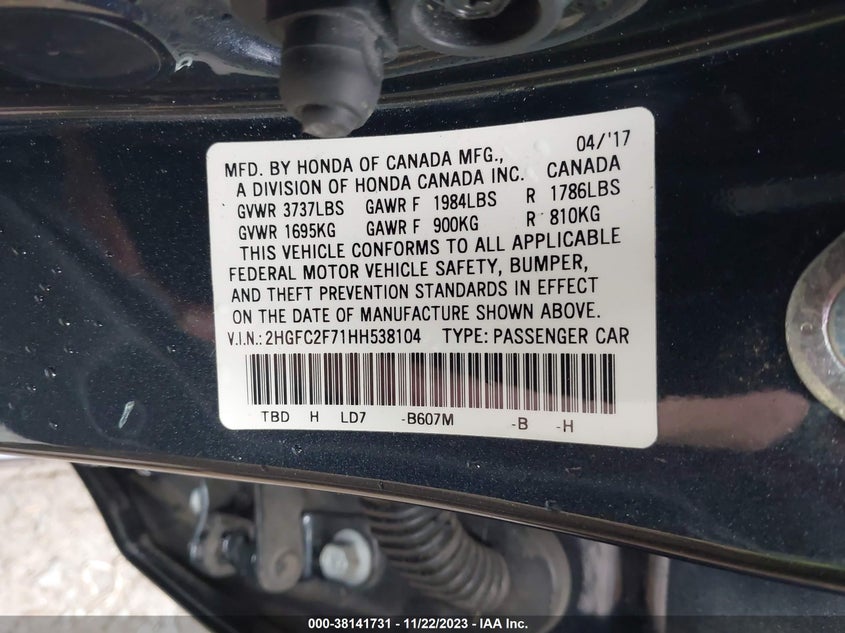 04/'17
MFD. BY HONDA OF CANADA MFG.,
A DIVISION OF HONDA CANADA INC. CANADA
GVWR 3737LBS GAWR F 1984LBS R 1786LBS
GVWR 1695KG GAWR F 900KG R 810KG
THIS VEHICLE CONFORMS TO ALL APPLICABLE
FEDERAL MOTOR VEHICLE SAFETY, BUMPER,
AND THEFT PREVENTION STANDARDS IN EFFECT
ON THE DATE OF MANUFACTURE SHOWN ABOVE.
V.I.N.: 2HGFC2F71HH538104 TYPE: PASSENGER CAR
TBD H LD7 -B607M -B -H
000-38141731 - 11/22/2023 - IAA Inc.